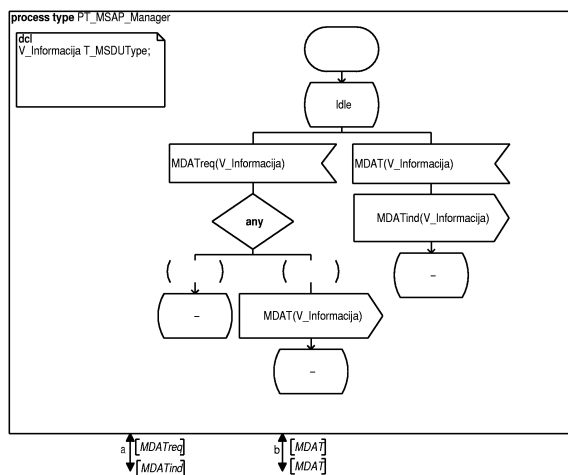 process type PT_MSAP_Manager
dcl
V_Informacija T_MSDUType;
Idle
MDATreq(V_Informacija)
MDAT(V_Informacija)
any
MDATind(V_Informacija)
( )
( )
–
–
MDAT(V_Informacija)
–
a
[MDATreq]
[MDATind]
b
[MDAT]
[MDAT]